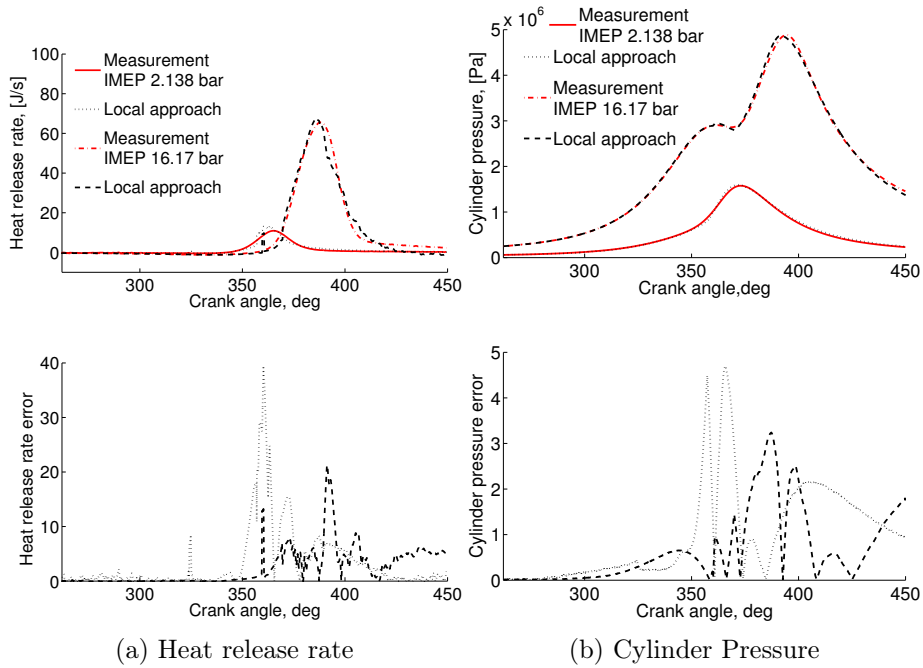 Heat release rate, [J/s]
100
80
60
40
20
0
Measurement
IMEP 2.138 bar
Local approach
Measurement
IMEP 16.17 bar
Local approach
300
350
400
450
Crank angle, deg
Cylinder pressure, [Pa]
5 x 10⁶
4
3
2
1
0
Measurement
IMEP 2.138 bar
Local approach
Measurement
IMEP 16.17 bar
Local approach
300
350
400
450
Crank angle,deg
Heat release rate error
40
30
20
10
0
300
350
400
450
Crank angle, deg
Cylinder pressure error
5
4
3
2
1
0
300
350
400
450
Crank angle, deg
(a) Heat release rate
(b) Cylinder Pressure